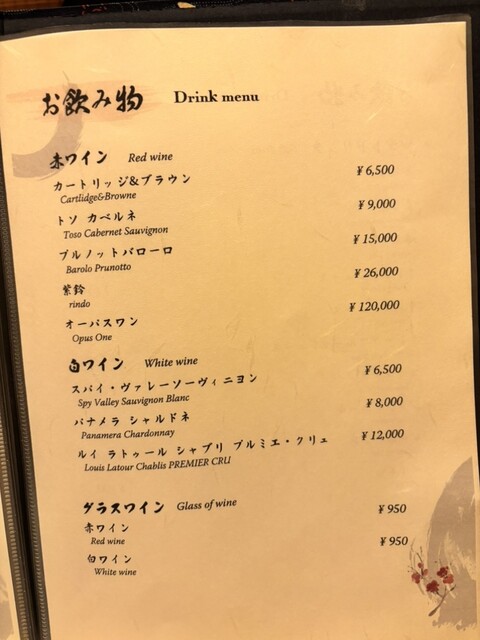 お飲み物 Drink menu
赤ワイン Red wine
カートリッジ&ブラウン ¥6,500
Cartlidge&Browne
トソ カベルネ ¥9,000
Toso Cabernet Sauvignon
プルノットバローロ ¥15,000
Barolo Prunotto
紫鈴 ¥26,000
rindo
オーパスワン ¥120,000
Opus One
白ワイン White wine
スパイ・ヴァレーソーヴィニヨン ¥6,500
Spy Valley Sauvignon Blanc
パナメラ シャルドネ ¥8,000
Panamera Chardonnay
ルイ ラトゥール シャブリ プルミエ・クリュ ¥12,000
Louis Latour Chablis PREMIER CRU
グラスワイン Glass of wine
赤ワイン ¥950
Red wine
白ワイン ¥950
White wine